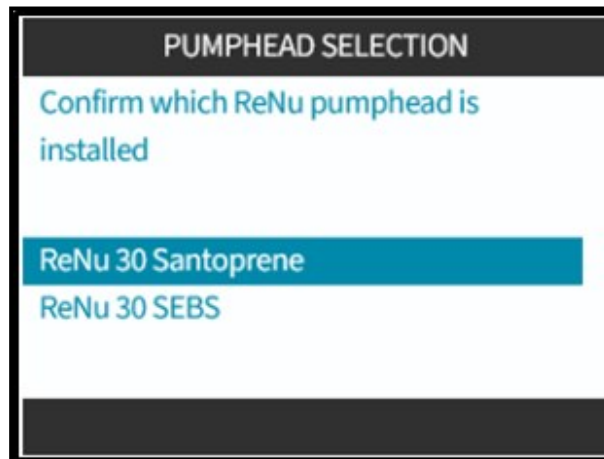 PUMPHEAD SELECTION
Confirm which ReNu pumphead is
installed
ReNu 30 Santoprene
ReNu 30 SEBS